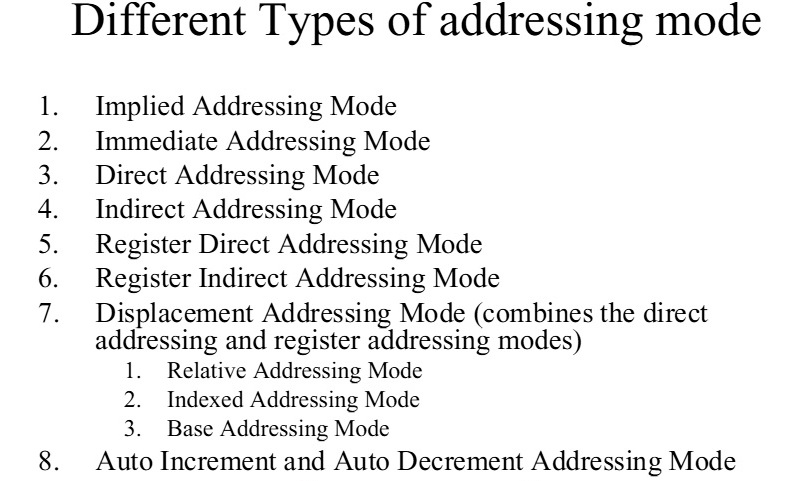 Different Types of addressing mode
1. Implied Addressing Mode
2. Immediate Addressing Mode
3. Direct Addressing Mode
4. Indirect Addressing Mode
5. Register Direct Addressing Mode
6. Register Indirect Addressing Mode
7. Displacement Addressing Mode (combines the direct
addressing and register addressing modes)
1. Relative Addressing Mode
2. Indexed Addressing Mode
3. Base Addressing Mode
8. Auto Increment and Auto Decrement Addressing Mode